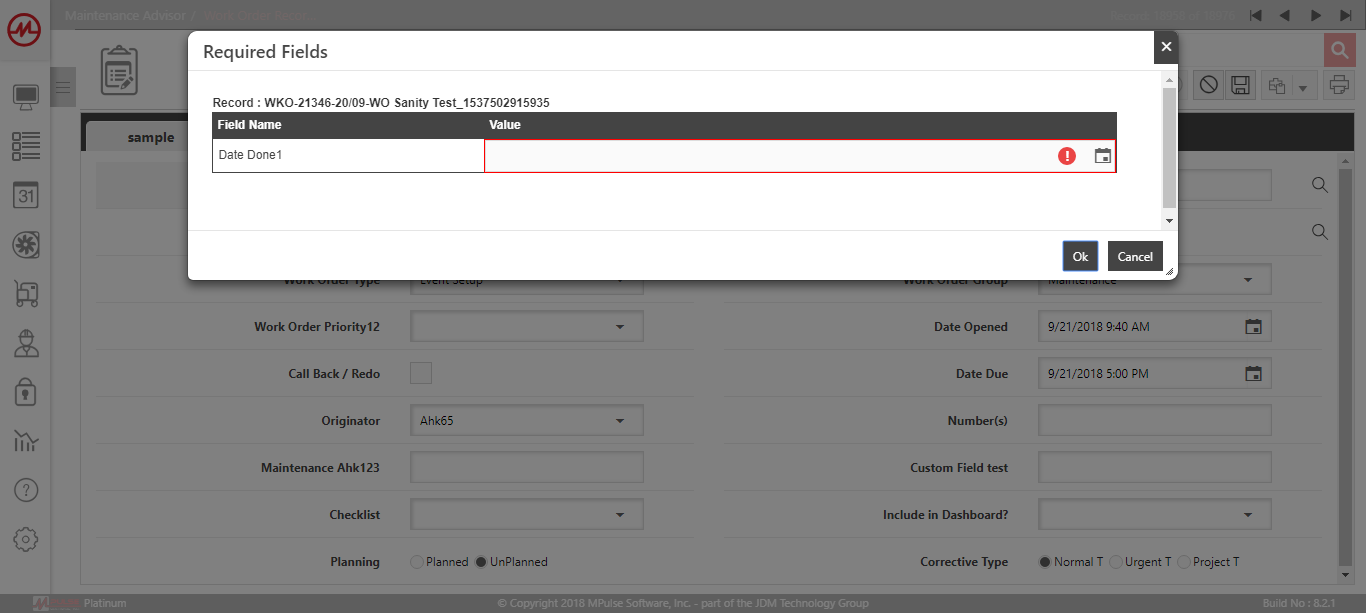 Maintenance Advisor / Work Order Repair
Required Fields
Record : WKO-21346-20/09-WO Sanity Test_1537502915935
Field Name Value
Date Done1
Ok Cancel
sample
31
Work Order Type Event Setup Work Order Group Maintenance
Work Order Priority12 Date Opened 9/21/2018 9:40 AM
Call Back / Redo Date Due 9/21/2018 5:00 PM
Originator Ahk65 Number(s)
Maintenance Ahk123 Custom Field test
Checklist Include in Dashboard?
Planning Planned UnPlanned Corrective Type Normal T Urgent T Project T
Platinum © Copyright 2018 MPulse Software, Inc. - part of the JDM Technology Group Build No : 8.2.1